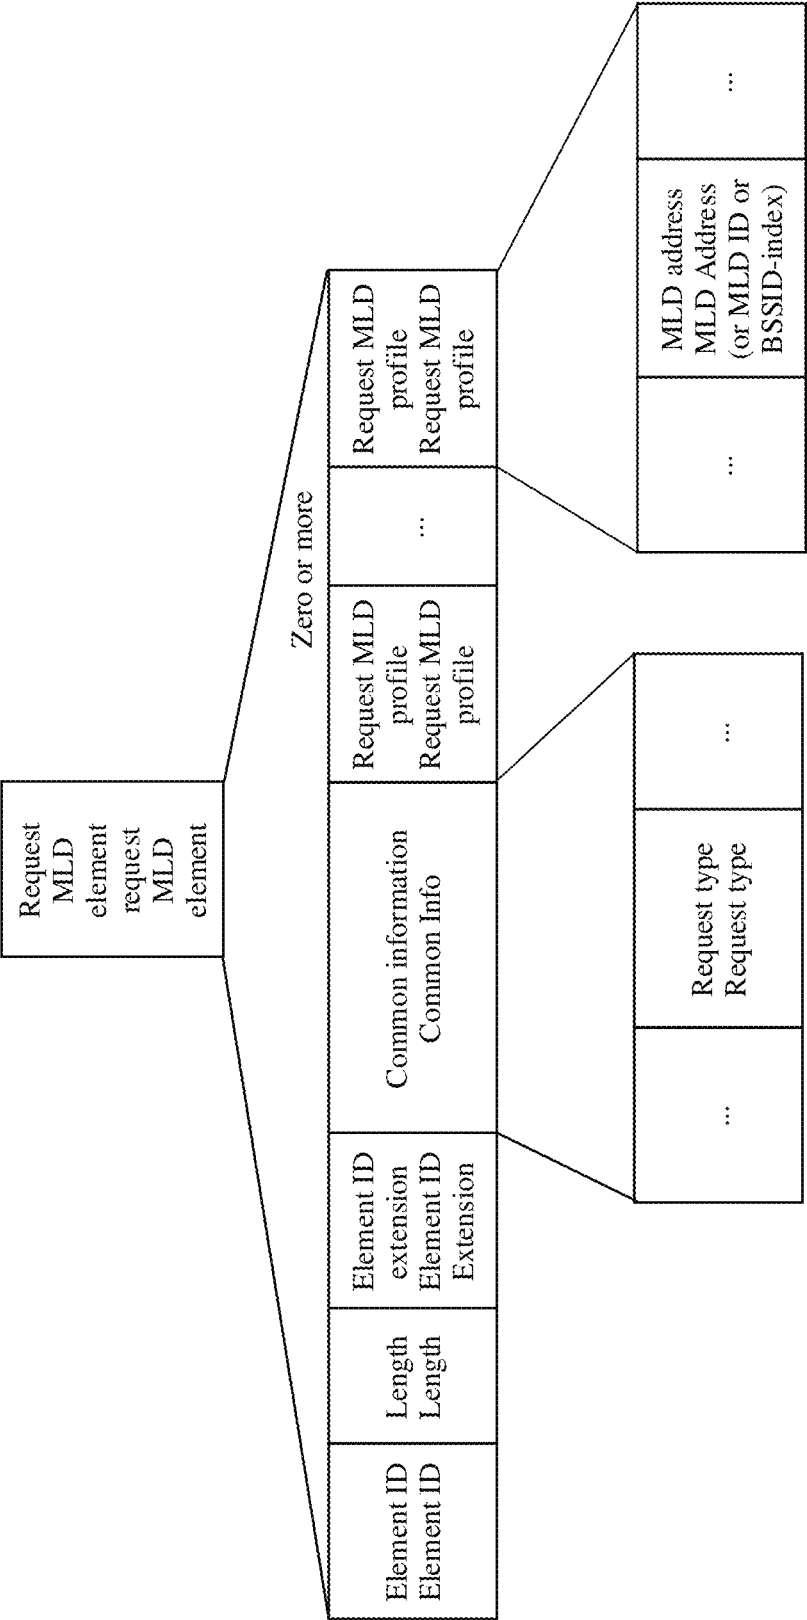 Request
MLD
element
request
MLD
element
Zero or more
Element ID
Element ID
Length
Length
Element ID
extension
Element ID
Extension
Common information
Common Info
Request MLD
profile
Request MLD
profile
...
Request MLD
profile
Request MLD
profile
...
Request type
Request type
...
...
MLD address
MLD Address
(or MLD ID or
BSSID-index)
...